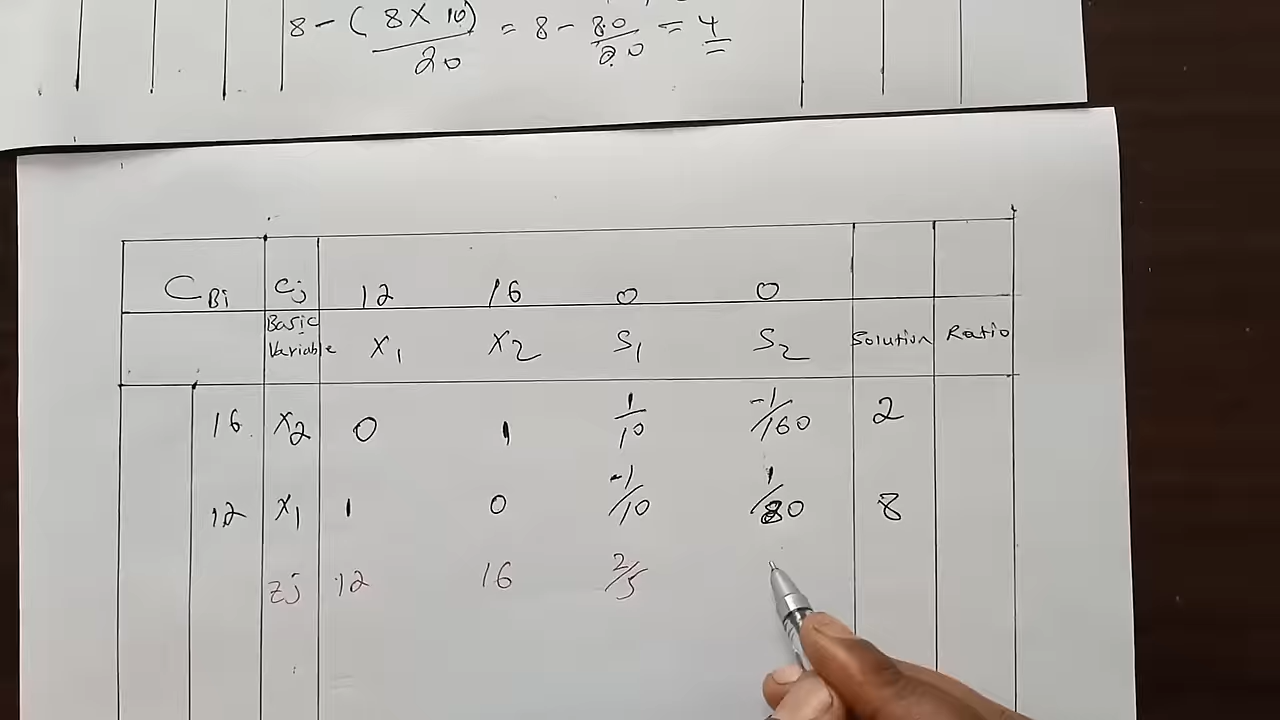 8 - (8 X 10)/20 = 8 - 80/20 = 4
CBi Cj 12 16 0 0
Basic Variable X1 X2 S1 S2 Solution Ratio
16 X2 0 1 1/10 -1/160 2
12 X1 1 0 -1/10 1/80 8
Zj 12 16 2/5